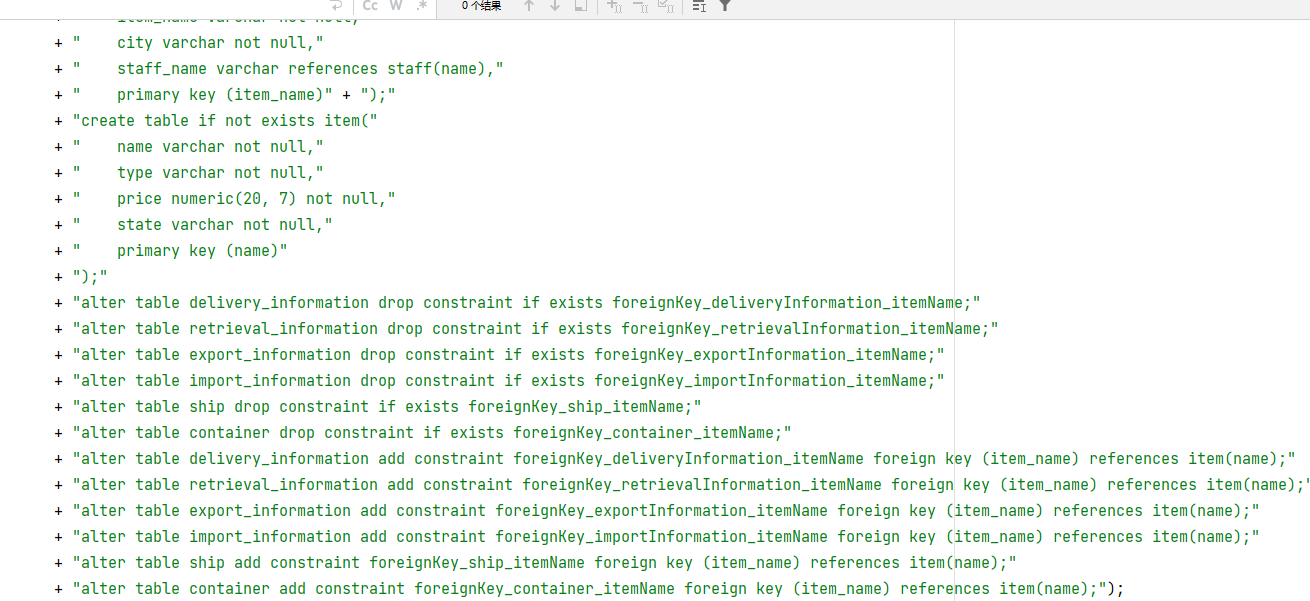 Cc W .* 0 个结果
item_name varchar not null,
+ "    city varchar not null,"
+ "    staff_name varchar references staff(name),"
+ "    primary key (item_name)" + ");"
+ "create table if not exists item("
+ "    name varchar not null,"
+ "    type varchar not null,"
+ "    price numeric(20, 7) not null,"
+ "    state varchar not null,"
+ "    primary key (name)"
+ ");"
+ "alter table delivery_information drop constraint if exists foreignKey_deliveryInformation_itemName;"
+ "alter table retrieval_information drop constraint if exists foreignKey_retrievalInformation_itemName;"
+ "alter table export_information drop constraint if exists foreignKey_exportInformation_itemName;"
+ "alter table import_information drop constraint if exists foreignKey_importInformation_itemName;"
+ "alter table ship drop constraint if exists foreignKey_ship_itemName;"
+ "alter table container drop constraint if exists foreignKey_container_itemName;"
+ "alter table delivery_information add constraint foreignKey_deliveryInformation_itemName foreign key (item_name) references item(name);"
+ "alter table retrieval_information add constraint foreignKey_retrievalInformation_itemName foreign key (item_name) references item(name);"
+ "alter table export_information add constraint foreignKey_exportInformation_itemName foreign key (item_name) references item(name);"
+ "alter table import_information add constraint foreignKey_importInformation_itemName foreign key (item_name) references item(name);"
+ "alter table ship add constraint foreignKey_ship_itemName foreign key (item_name) references item(name);"
+ "alter table container add constraint foreignKey_container_itemName foreign key (item_name) references item(name);");